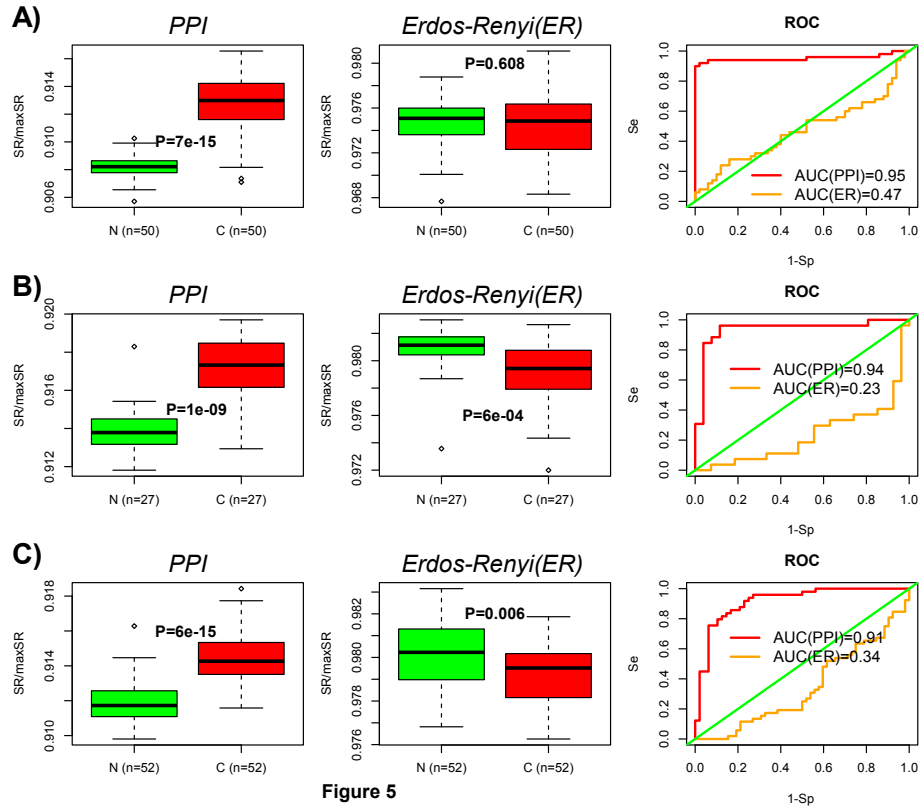 A)
PPI
SR/maxSR
0.906 0.910 0.914
P=7e-15
N (n=50) C (n=50)
Erdos-Renyi(ER)
SR/maxSR
0.968 0.972 0.976 0.980
P=0.608
N (n=50) C (n=50)
ROC
Se
0.0 0.2 0.4 0.6 0.8 1.0
AUC(PPI)=0.95
AUC(ER)=0.47
0.0 0.2 0.4 0.6 0.8 1.0
1-Sp
B)
PPI
SR/maxSR
0.912 0.916 0.920
P=1e-09
N (n=27) C (n=27)
Erdos-Renyi(ER)
SR/maxSR
0.972 0.976 0.980
P=6e-04
N (n=27) C (n=27)
ROC
Se
0.0 0.2 0.4 0.6 0.8 1.0
AUC(PPI)=0.94
AUC(ER)=0.23
0.0 0.2 0.4 0.6 0.8 1.0
1-Sp
C)
PPI
SR/maxSR
0.910 0.914 0.918
P=6e-15
N (n=52) C (n=52)
Erdos-Renyi(ER)
SR/maxSR
0.976 0.978 0.980 0.982
P=0.006
N (n=52) C (n=52)
ROC
Se
0.0 0.2 0.4 0.6 0.8 1.0
AUC(PPI)=0.91
AUC(ER)=0.34
0.0 0.2 0.4 0.6 0.8 1.0
1-Sp
Figure 5